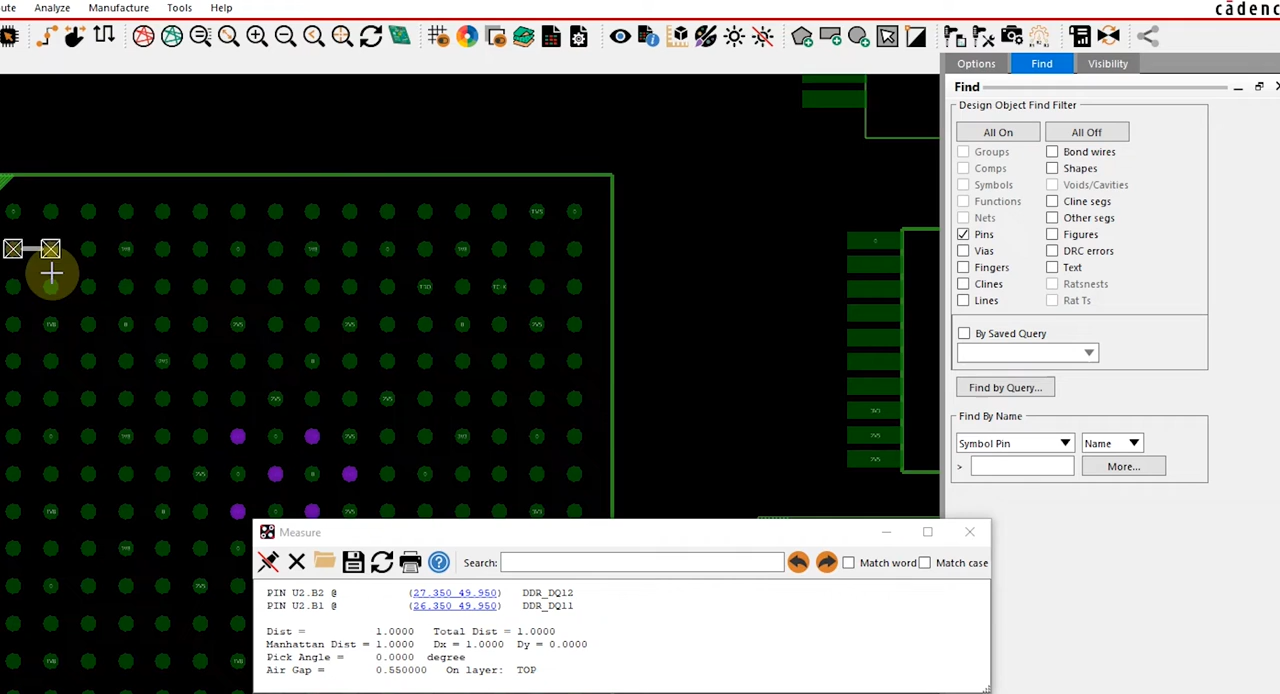 ute Analyze Manufacture Tools Help
cādenc
Options Find Visibility
Find
Design Object Find Filter
All On All Off
Groups Bond wires
Comps Shapes
Symbols Voids/Cavities
Functions Cline segs
Nets Other segs
Pins Figures
Vias DRC errors
Fingers Text
Clines Ratsnests
Lines Rat Ts
By Saved Query
Find by Query...
Find By Name
Symbol Pin Name
> More...
Measure
Search: Match word Match case
PIN U2.B2 @ (27.350 49.950) DDR_DQ12
PIN U2.B1 @ (26.350 49.950) DDR_DQ11
Dist = 1.0000 Total Dist = 1.0000
Manhattan Dist = 1.0000 Dx = 1.0000 Dy = 0.0000
Pick Angle = 0.0000 degree
Air Gap = 0.550000 On layer: TOP